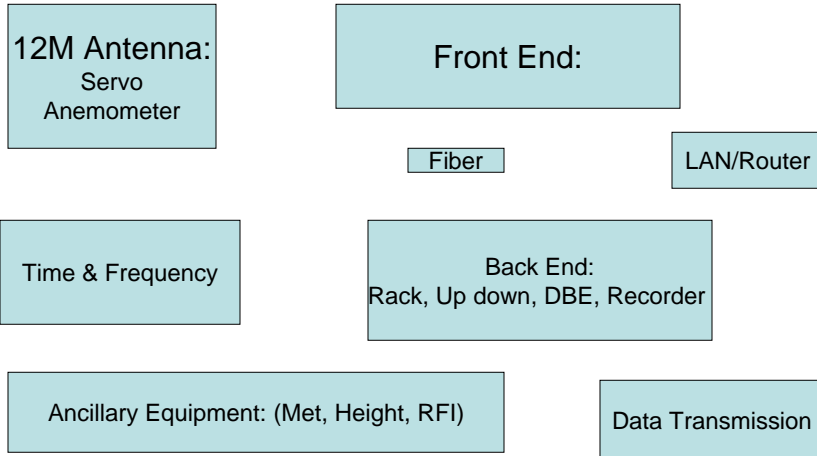 12M Antenna:
Servo
Anemometer
Front End:
Fiber
LAN/Router
Time & Frequency
Back End:
Rack, Up down, DBE, Recorder
Ancillary Equipment: (Met, Height, RFI)
Data Transmission